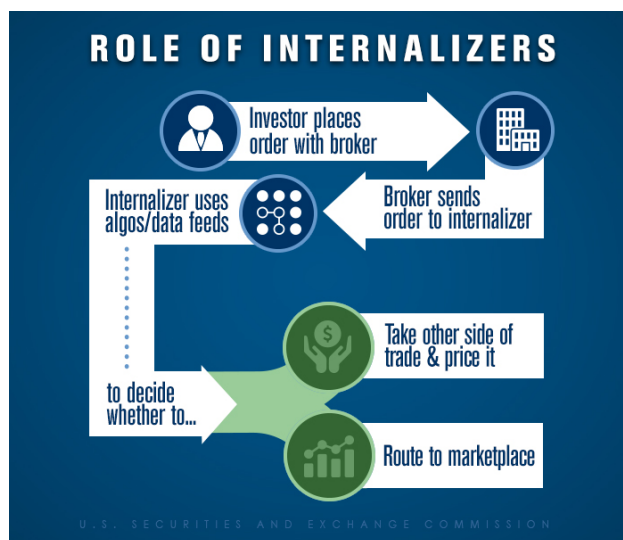 ROLE OF INTERNALIZERS
Investor places
order with broker
Broker sends
order to internalizer
Internalizer uses
algos/data feeds
to decide
whether to...
Take other side of
trade & price it
Route to marketplace
U.S. SECURITIES AND EXCHANGE COMMISSION